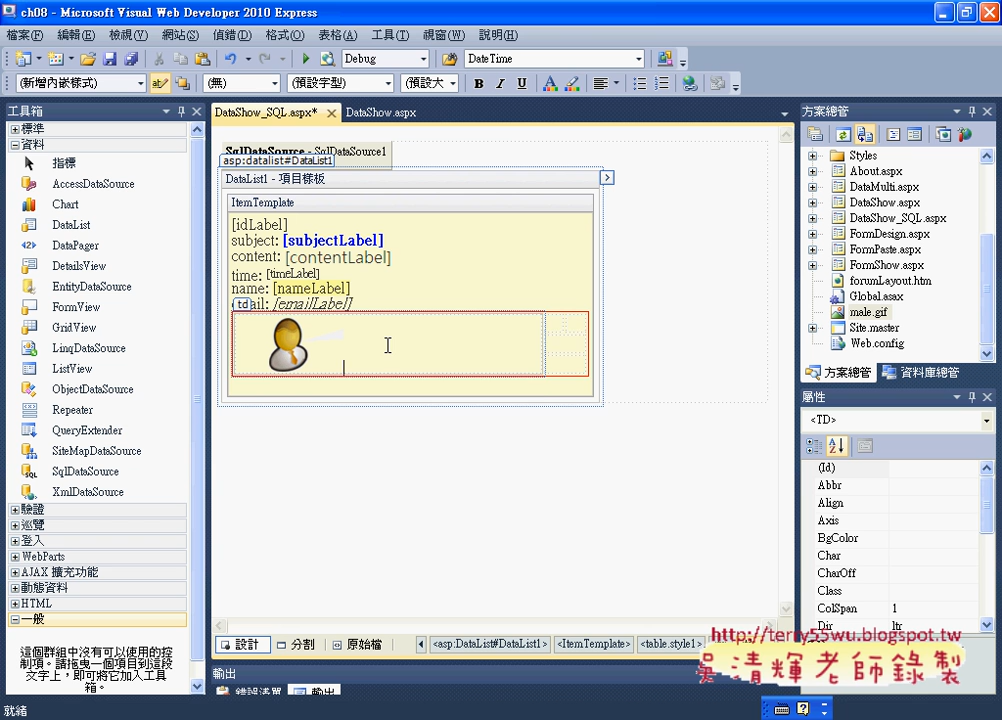 ch08 - Microsoft Visual Web Developer 2010 Express
檔案(F) 編輯(E) 檢視(V) 網站(S) 偵錯(D) 格式(O) 表格(A) 工具(T) 視窗(W) 說明(H)
Debug DateTime
(新增內嵌樣式) (無) (預設字型) (預設大 B I U A
工具箱
標準
資料
指標
AccessDataSource
Chart
DataList
DataPager
DetailsView
EntityDataSource
FormView
GridView
LinqDataSource
ListView
ObjectDataSource
Repeater
QueryExtender
SiteMapDataSource
SqlDataSource
XmlDataSource
驗證
巡覽
登入
WebParts
AJAX 擴充功能
動態資料
HTML
一般
這個群組中沒有可以使用的控
制項。請拖曳一個項目到這段
文字上，即可將它加入工具
箱。
DataShow_SQL.aspx* DataShow.aspx
SqlDataSource - SqlDataSource1
asp:datalist#DataList1
DataList1 - 項目樣板
ItemTemplate
[idLabel]
subject: [subjectLabel]
content: [contentLabel]
time: [timeLabel]
name: [nameLabel]
td ail: [emailLabel]
設計 分割 原始檔 <asp:DataList#DataList1> <ItemTemplate> <table.style1>
輸出
錯誤清單 輸出
方案總管
Styles
About.aspx
DataMulti.aspx
DataShow.aspx
DataShow_SQL.aspx
FormDesign.aspx
FormPaste.aspx
FormShow.aspx
forumLayout.htm
Global.asax
male.gif
Site.master
Web.config
方案總管 資料庫總管
屬性
<TD>
(Id)
Abbr
Align
Axis
BgColor
Char
CharOff
Class
ColSpan 1
Dir ltr
http://terry55wu.blogspot.tw
吳清輝老師錄製
就緒